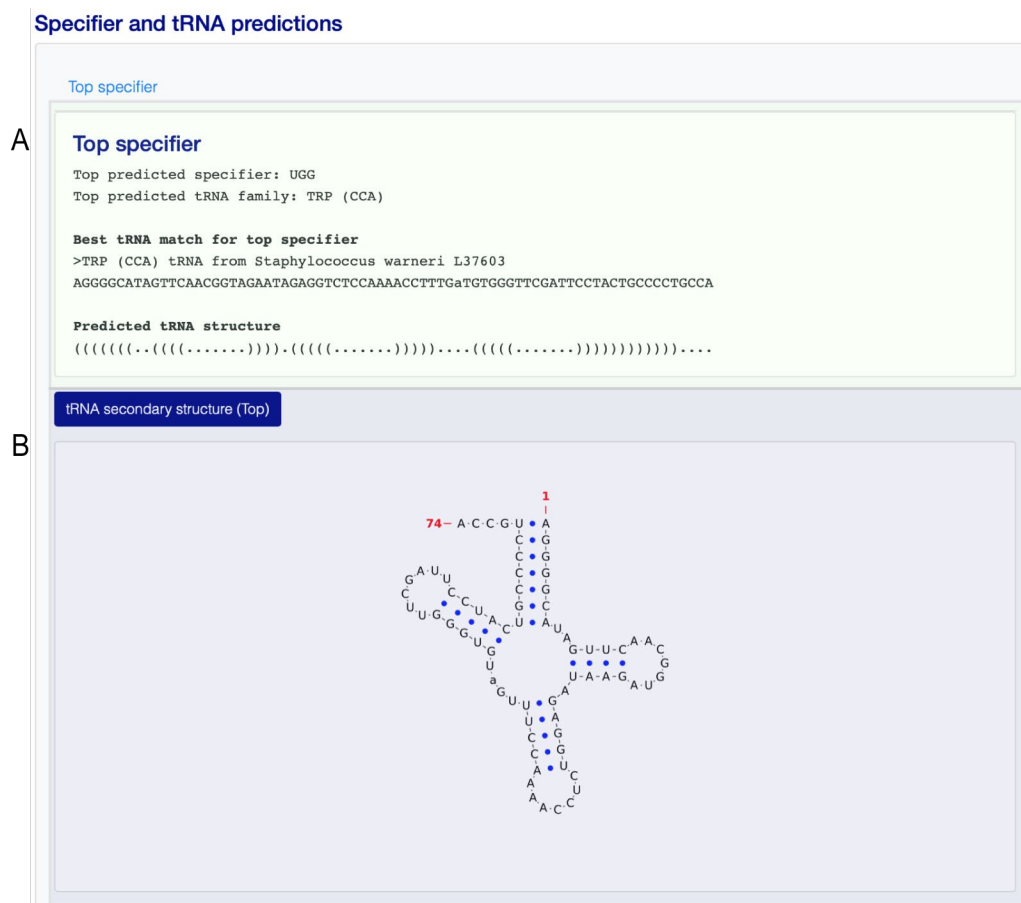 Specifier and tRNA predictions
Top specifier
A
Top specifier
Top predicted specifier: UGG
Top predicted tRNA family: TRP (CCA)
Best tRNA match for top specifier
>TRP (CCA) tRNA from Staphylococcus warneri L37603
AGGGGCATAGTTCAACGGTAGAATAGAGGTCTCCAAAACCTTTGaTGTGGGTTCGATTCCTACTGCCCCTGCCA
Predicted tRNA structure
(((((((..((((.......)))).(((((.......)))))....(((((.......))))))))))))....
tRNA secondary structure (Top)
B
1
AGGGGCAUAGUUCAACGGUAGAAUAGAGGUCUCCAAAACCUUUGaUGUGGGUUCGAUUCCUACUGCCCCUGCCA
74